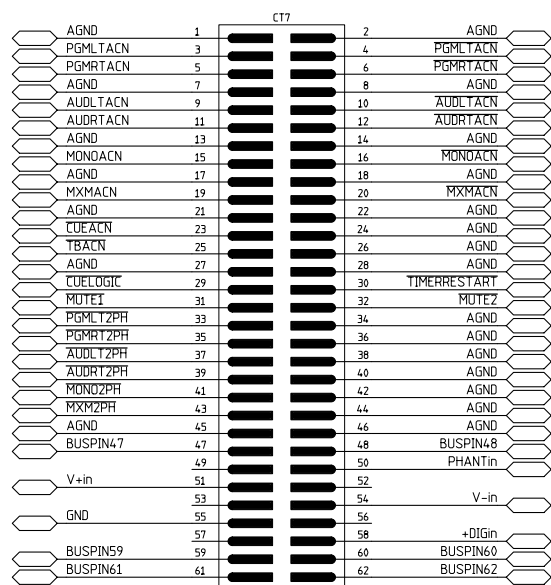 CT7
AGND 1 2 AGND
PGMLTACN 3 4 PGMLTACN
PGMRTACN 5 6 PGMRTACN
AGND 7 8 AGND
AUDLTACN 9 10 AUDLTACN
AUDRTACN 11 12 AUDRTACN
AGND 13 14 AGND
MONOACN 15 16 MONOACN
AGND 17 18 AGND
MXMACN 19 20 MXMACN
AGND 21 22 AGND
CUEACN 23 24 AGND
TBACN 25 26 AGND
AGND 27 28 AGND
CUELOGIC 29 30 TIMERRESTART
MUTE1 31 32 MUTE2
PGMLT2PH 33 34 AGND
PGMRT2PH 35 36 AGND
AUDLT2PH 37 38 AGND
AUDRT2PH 39 40 AGND
MONO2PH 41 42 AGND
MXM2PH 43 44 AGND
AGND 45 46 AGND
BUSPIN47 47 48 BUSPIN48
49 50 PHANTin
V+in 51 52
53 54 V-in
GND 55 56
57 58 +DIGin
BUSPIN59 59 60 BUSPIN60
BUSPIN61 61 62 BUSPIN62